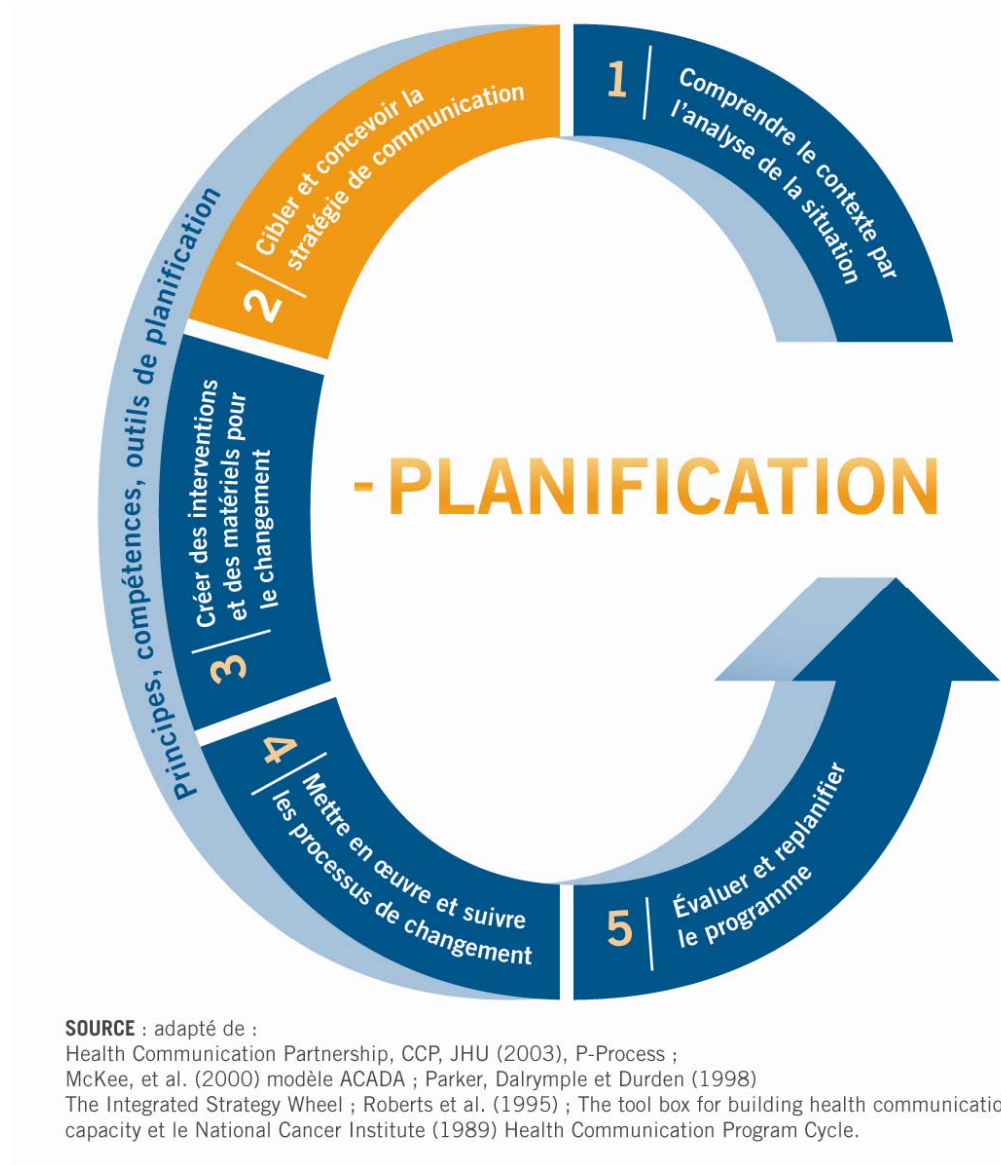 1
Comprendre le contexte par
l’analyse de la situation
2
Cibler et concevoir la
stratégie de communication
3
Créer des interventions
et des matériels pour
le changement
4
Mettre en œuvre et suivre
les processus de changement
5
Évaluer et replanifier
le programme
Principes, compétences, outils de planification
- PLANIFICATION
SOURCE : adapté de :
Health Communication Partnership, CCP, JHU (2003), P-Process ;
McKee, et al. (2000) modèle ACADA ; Parker, Dalrymple et Durden (1998)
The Integrated Strategy Wheel ; Roberts et al. (1995) ; The tool box for building health communicatio
capacity et le National Cancer Institute (1989) Health Communication Program Cycle.